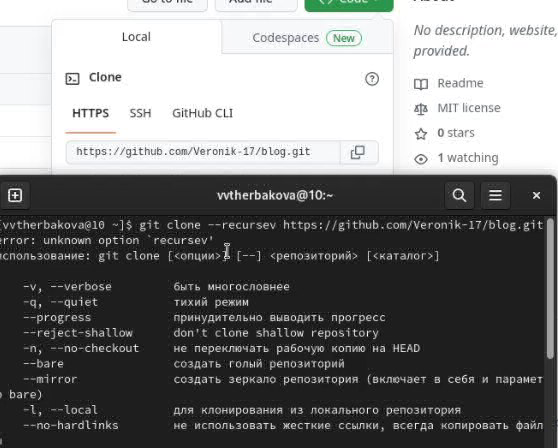 Go to file
Add file
Code
About
Local
Codespaces
New
No description, website,
provided.
Clone
Readme
HTTPS
SSH
GitHub CLI
MIT license
0 stars
https://github.com/Veronik-17/blog.git
1 watching
vvtherbakova@10:~
[vvtherbakova@10 ~]$ git clone --recursev https://github.com/Veronik-17/blog.git
error: unknown option `recursev'
использование: git clone [<опции>] [--] <репозиторий> [<каталог>]
-v, --verbose быть многословнее
-q, --quiet тихий режим
--progress принудительно выводить прогресс
--reject-shallow don't clone shallow repository
-n, --no-checkout не переключать рабочую копию на HEAD
--bare создать голый репозиторий
--mirror создать зеркало репозитория (включает в себя и парамет
о bare)
-l, --local для клонирования из локального репозитория
--no-hardlinks не использовать жесткие ссылки, всегда копировать файл